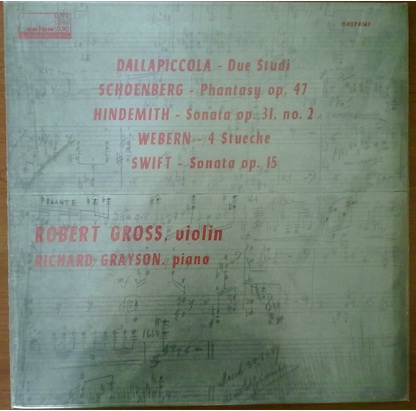 DALLAPICCOLA - Due Studi
SCHOENBERG - Phantasy op. 47
HINDEMITH - Sonata op. 31, no. 2
WEBERN - 4 Stuecke
SWIFT - Sonata op. 15
PESANTE
ROBERT GROSS, violin
RICHARD GRAYSON, piano